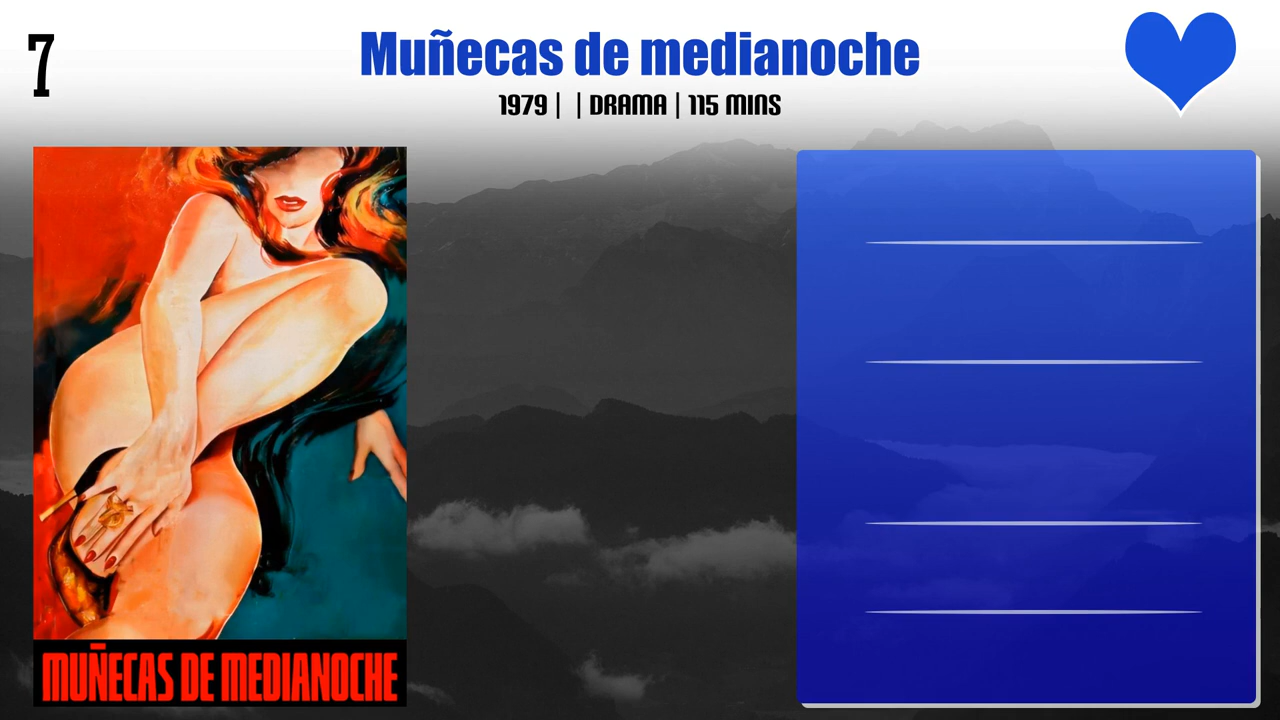 7
Muñecas de medianoche
1979 | | DRAMA | 115 MINS
MUÑECAS DE MEDIANOCHE